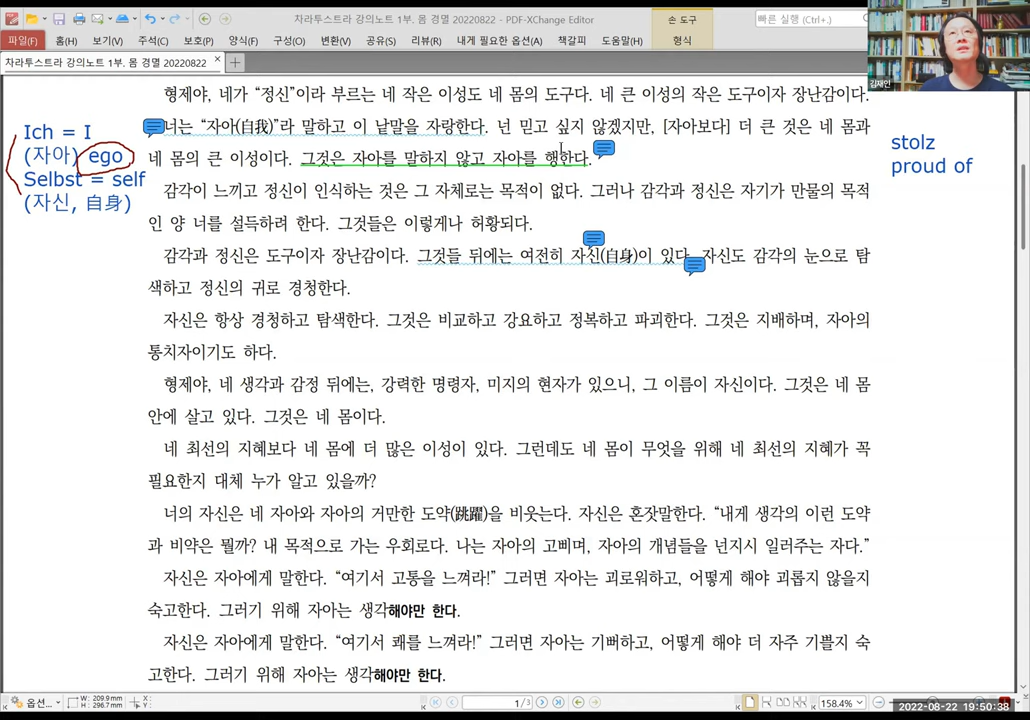 차라투스트라 강의노트 1부. 몸 경멸 20220822 - PDF-XChange Editor
손 도구
빠른 실행 (Ctrl+.)
파일(F) 홈(H) 보기(V) 주석(C) 보호(P) 양식(F) 구성(O) 변환(V) 공유(S) 리뷰(R) 내게 필요한 옵션(A) 책갈피 도움말(H) 형식
차라투스트라 강의노트 1부. 몸 경멸 20220822 × +
김재인
형제야, 네가 “정신”이라 부르는 네 작은 이성도 네 몸의 도구다. 네 큰 이성의 작은 도구이자 장난감이다.
너는 “자아(自我)”라 말하고 이 낱말을 자랑한다. 넌 믿고 싶지 않겠지만, [자아보다] 더 큰 것은 네 몸과
네 몸의 큰 이성이다. 그것은 자아를 말하지 않고 자아를 행한다.
Ich = I
(자아) ego
Selbst = self
(자신, 自身)
stolz
proud of
감각이 느끼고 정신이 인식하는 것은 그 자체로는 목적이 없다. 그러나 감각과 정신은 자기가 만물의 목적
인 양 너를 설득하려 한다. 그것들은 이렇게나 허황되다.
감각과 정신은 도구이자 장난감이다. 그것들 뒤에는 여전히 자신(自身)이 있다. 자신도 감각의 눈으로 탐
색하고 정신의 귀로 경청한다.
자신은 항상 경청하고 탐색한다. 그것은 비교하고 강요하고 정복하고 파괴한다. 그것은 지배하며, 자아의
통치자이기도 하다.
형제야, 네 생각과 감정 뒤에는, 강력한 명령자, 미지의 현자가 있으니, 그 이름이 자신이다. 그것은 네 몸
안에 살고 있다. 그것은 네 몸이다.
네 최선의 지혜보다 네 몸에 더 많은 이성이 있다. 그런데도 네 몸이 무엇을 위해 네 최선의 지혜가 꼭
필요한지 대체 누가 알고 있을까?
너의 자신은 네 자아와 자아의 거만한 도약(跳躍)을 비웃는다. 자신은 혼잣말한다. “내게 생각의 이런 도약
과 비약은 뭘까? 내 목적으로 가는 우회로다. 나는 자아의 고삐며, 자아의 개념들을 넌지시 일러주는 자다.”
자신은 자아에게 말한다. “여기서 고통을 느껴라!” 그러면 자아는 괴로워하고, 어떻게 해야 괴롭지 않을지
숙고한다. 그러기 위해 자아는 생각해야만 한다.
자신은 자아에게 말한다. “여기서 쾌를 느껴라!” 그러면 자아는 기뻐하고, 어떻게 해야 더 자주 기쁠지 숙
고한다. 그러기 위해 자아는 생각해야만 한다.
옵션... W: 209.9mm X:
H: 296.7mm Y:
1/3
158.4%
2022-08-22 19:50:38